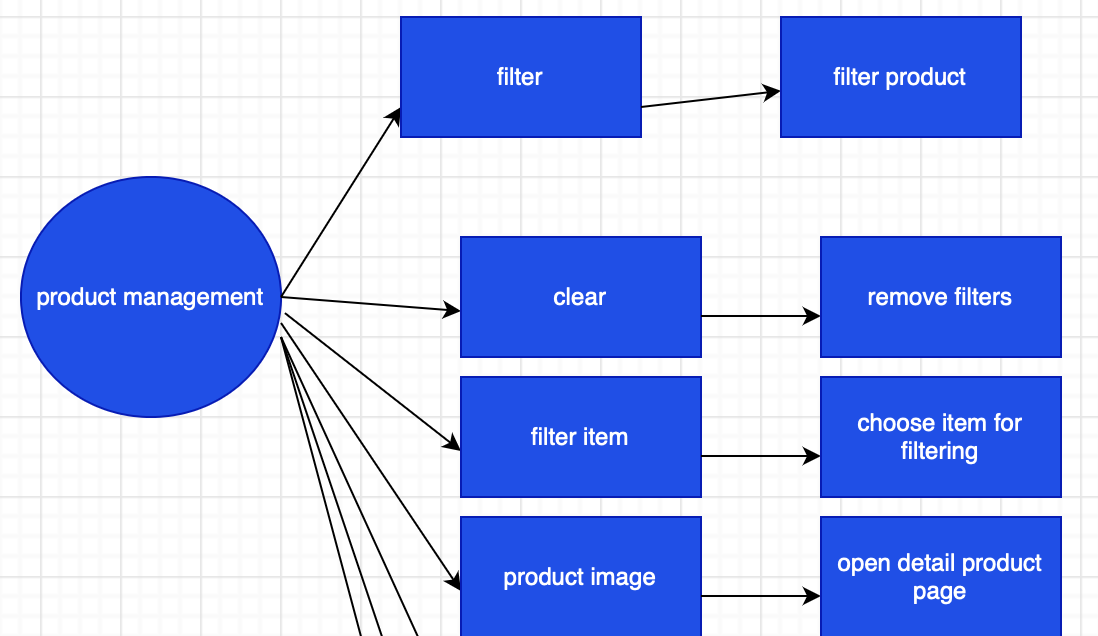 filter
filter product
product management
clear
remove filters
filter item
choose item for
filtering
product image
open detail product
page